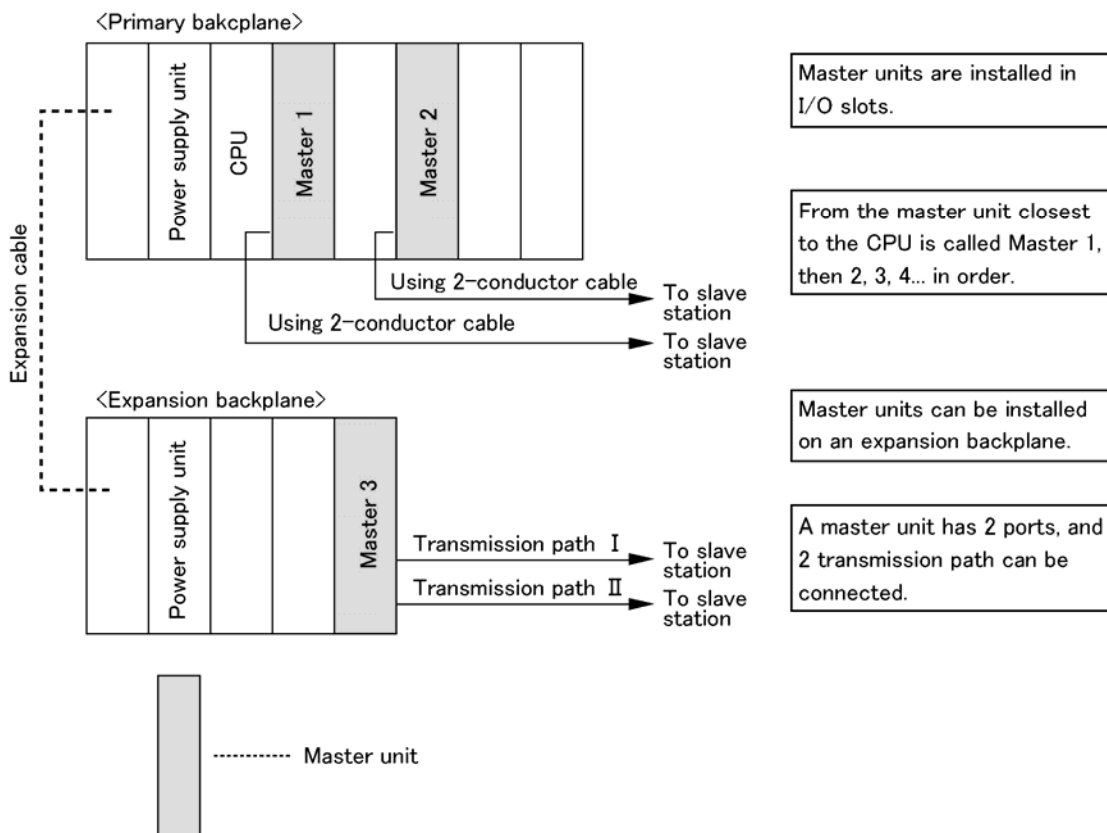 <Primary bakcplane>
Power supply unit
CPU
Master 1
Master 2
Expansion cable
Using 2-conductor cable
To slave
station
Using 2-conductor cable
To slave
station
<Expansion backplane>
Power supply unit
Master 3
Transmission path Ⅰ
To slave
station
Transmission path Ⅱ
To slave
station
Master unit
Master units are installed in
I/O slots.
From the master unit closest
to the CPU is called Master 1,
then 2, 3, 4... in order.
Master units can be installed
on an expansion backplane.
A master unit has 2 ports, and
2 transmission path can be
connected.